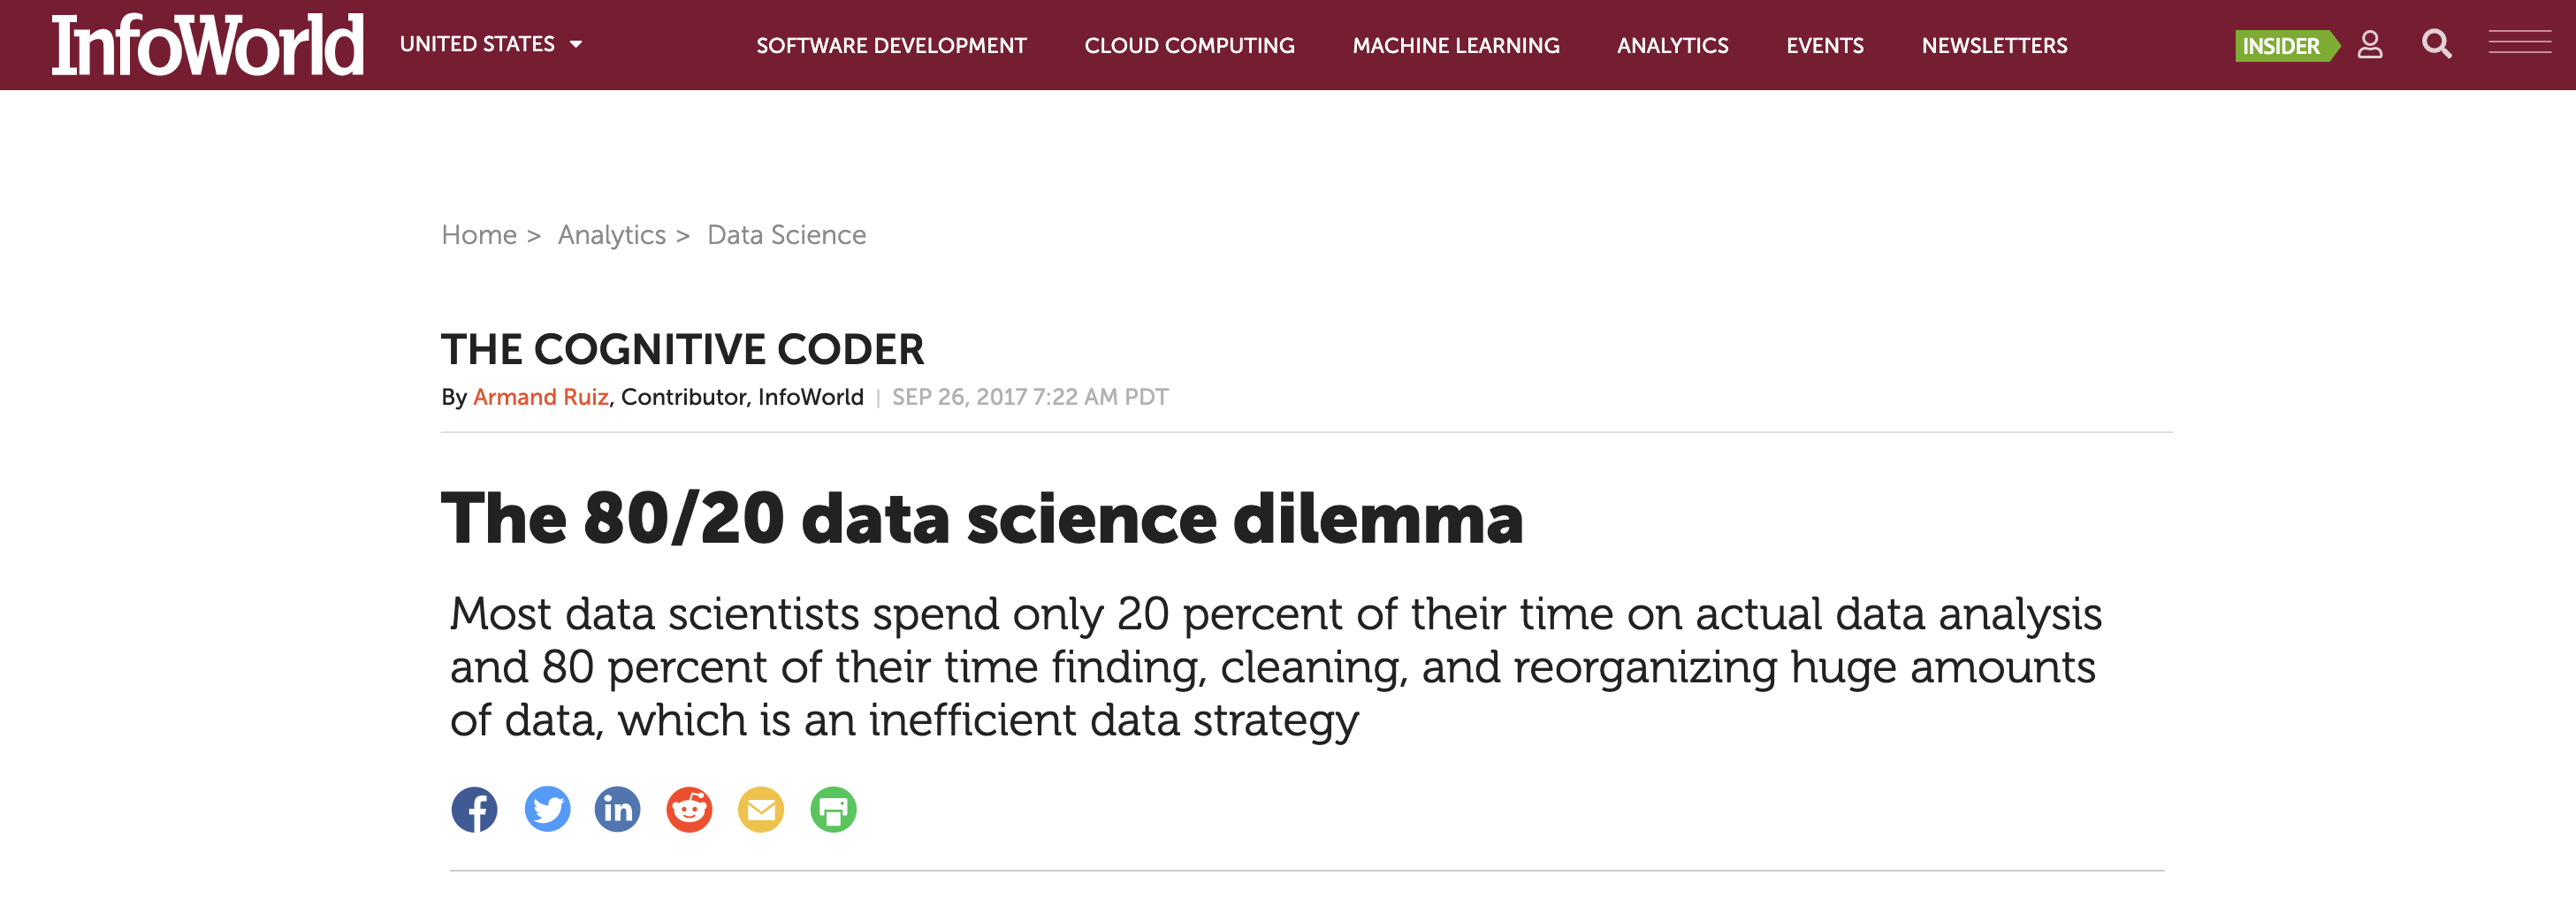 InfoWorld UNITED STATES SOFTWARE DEVELOPMENT CLOUD COMPUTING MACHINE LEARNING ANALYTICS EVENTS NEWSLETTERS INSIDER
Home > Analytics > Data Science
THE COGNITIVE CODER
By Armand Ruiz, Contributor, InfoWorld | SEP 26, 2017 7:22 AM PDT
The 80/20 data science dilemma
Most data scientists spend only 20 percent of their time on actual data analysis
and 80 percent of their time finding, cleaning, and reorganizing huge amounts
of data, which is an inefficient data strategy